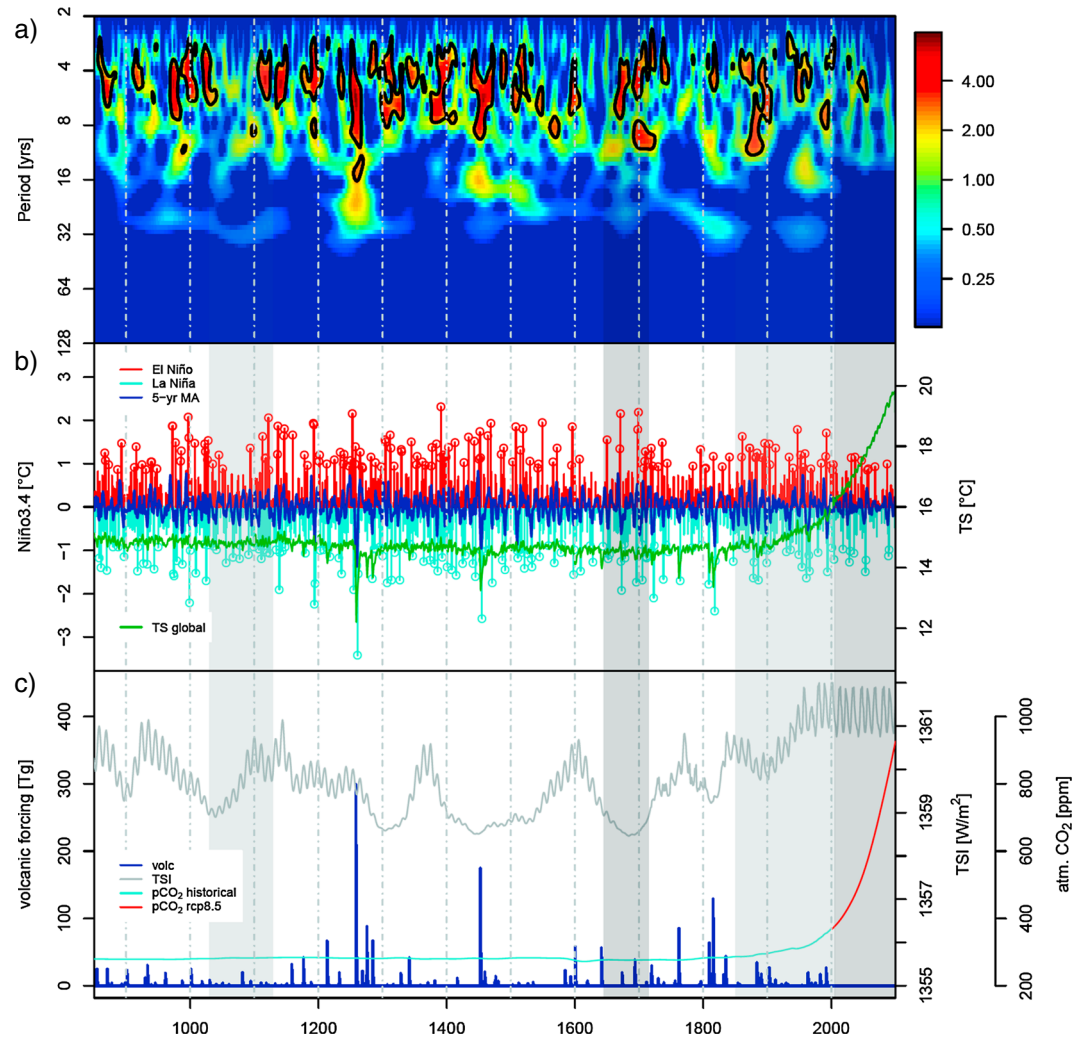 a)
Period [yrs]
2
4
8
16
32
64
128
4.00
2.00
1.00
0.50
0.25
b)
Niño3.4 [°C]
3
2
1
0
−1
−2
−3
El Niño
La Niña
5−yr MA
TS global
20
18
16
14
12
TS [°C]
c)
volcanic forcing [Tg]
400
300
200
100
0
volc
TSI
pCO₂ historical
pCO₂ rcp8.5
1361
1359
1357
1355
TSI [W/m²]
1000
800
600
400
200
atm. CO₂ [ppm]
1000 1200 1400 1600 1800 2000